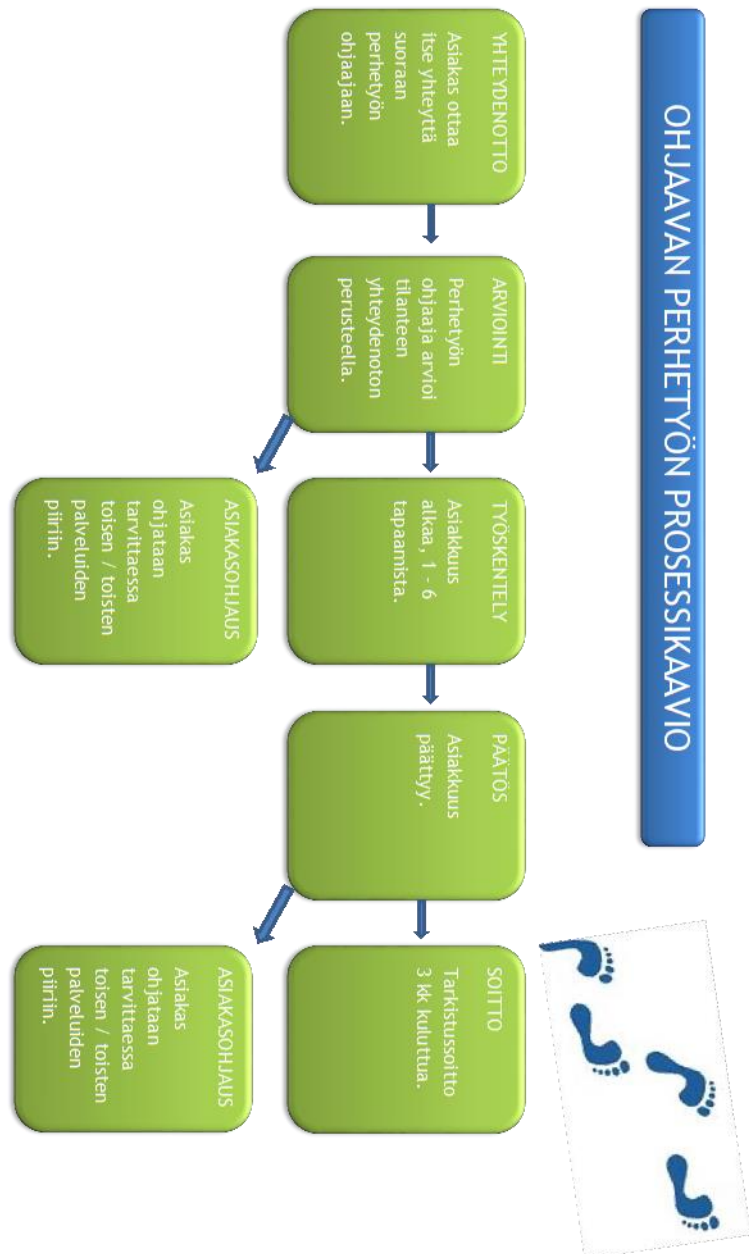 OHJAAVAN PERHETYÖN PROSESSIKAAVIO
YHTEYDENOTTO
Asiakas ottaa
itse yhteyttä
suoraan
perhetyön
ohjaajaan.
ARVIOINTI
Perhetyön
ohjaaja arvioi
tilanteen
yhteydenoton
perusteella.
TYÖSKENTELY
Asiakkuus
alkaa, 1 - 6
tapaamista.
PÄÄTÖS
Asiakkuus
päättyy.
SOITTO
Tarkistussoitto
3 kk kuluttua.
ASIAKASOHJAUS
Asiakas
ohjataan
tarvittaessa
toisen / toisten
palveluiden
piiriin.
ASIAKASOHJAUS
Asiakas
ohjataan
tarvittaessa
toisen / toisten
palveluiden
piiriin.